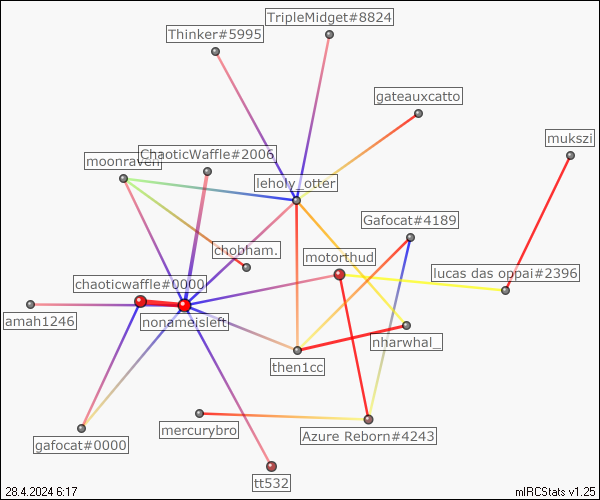 TripleMidget#8824
Thinker#5995
gateauxcatto
mukszi
ChaoticWaffle#2006
moonraven
leholy_otter
Gafocat#4189
chobham.
motorthud
lucas das oppai#2396
chaoticwaffle#0000
amah1246
nonameisleft
nharwhal_
then1cc
mercurybro
Azure Reborn#4243
gafocat#0000
tt532
28.4.2024 6:17
mIRCStats v1.25